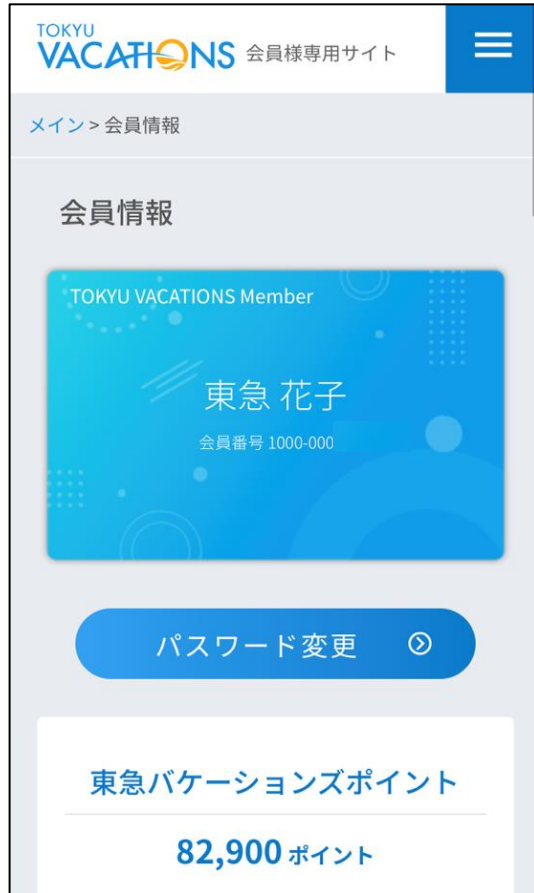 TOKYU
VACATIONS 会員様専用サイト
メイン > 会員情報
会員情報
TOKYU VACATIONS Member
東急 花子
会員番号 1000-000
パスワード変更
東急バケーションズポイント
82,900 ポイント